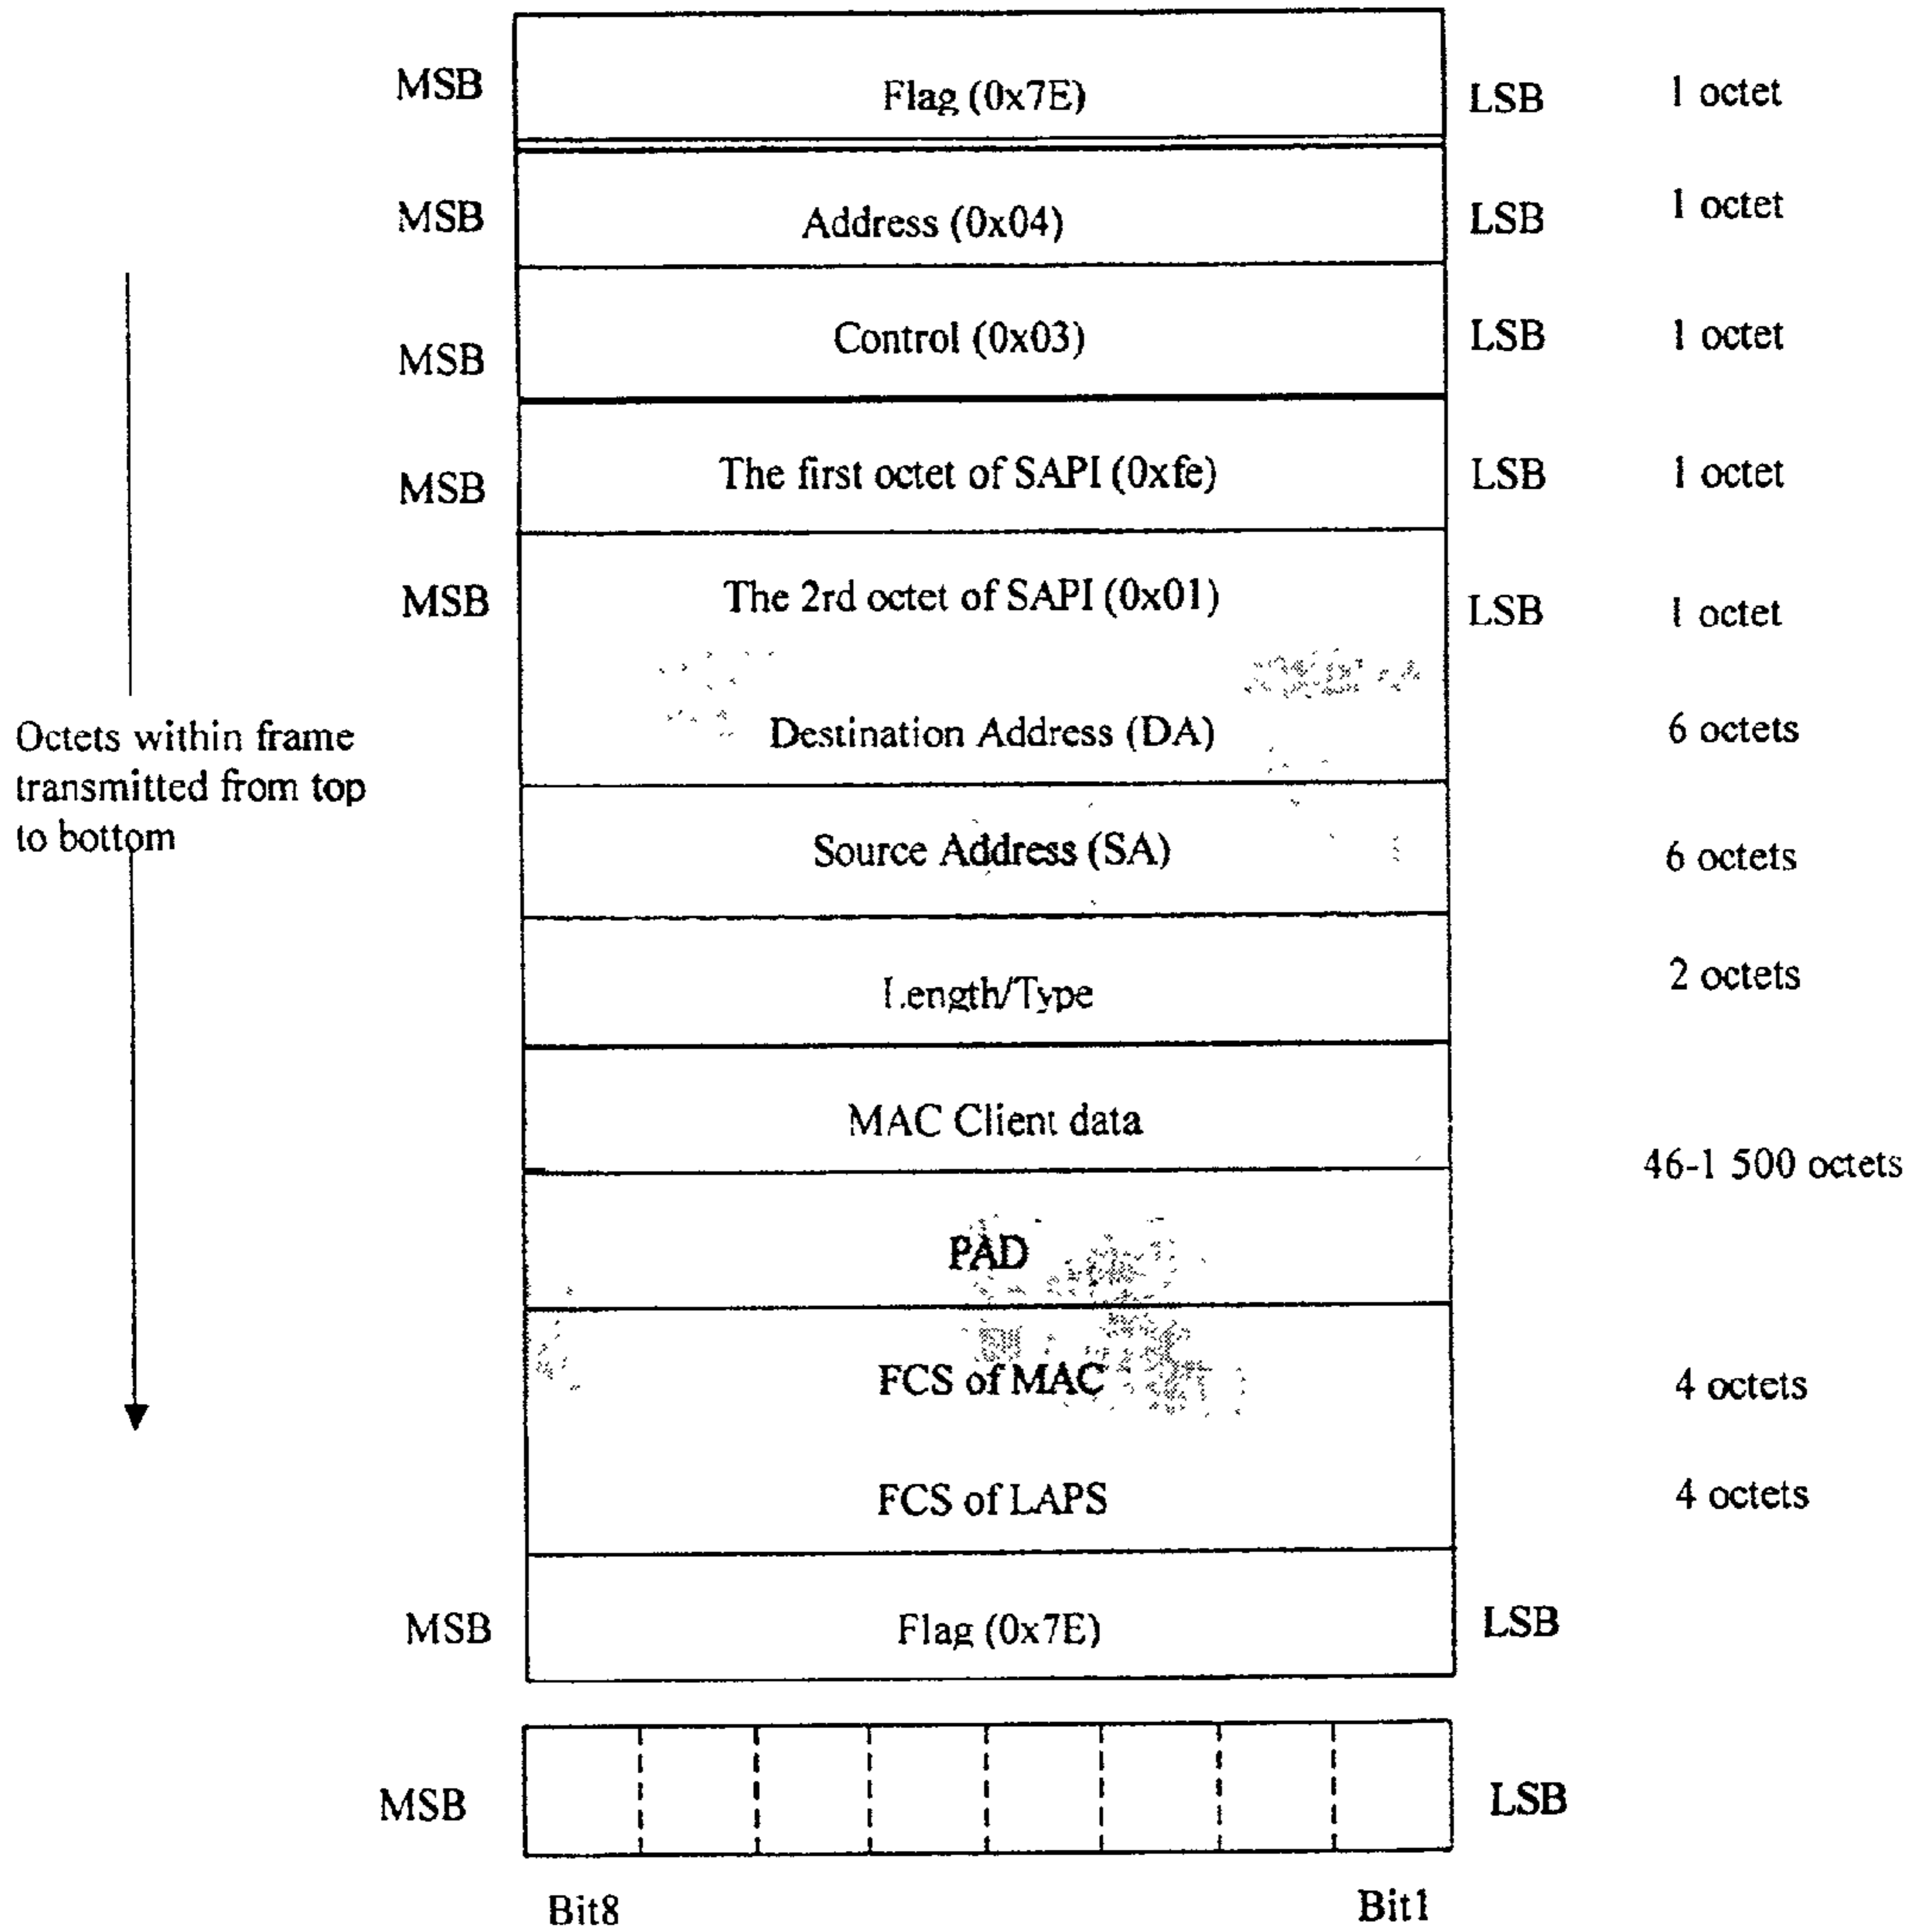 MSB Flag (0x7E) LSB 1 octet
MSB Address (0x04) LSB 1 octet
MSB Control (0x03) LSB 1 octet
MSB The first octet of SAPI (0xfe) LSB 1 octet
MSB The 2rd octet of SAPI (0x01) LSB 1 octet
Octets within frame
transmitted from top
to bottom
Destination Address (DA) 6 octets
Source Address (SA) 6 octets
Length/Type 2 octets
MAC Client data
46-1 500 octets
PAD
FCS of MAC 4 octets
FCS of LAPS 4 octets
MSB Flag (0x7E) LSB
MSB LSB
Bit8 Bit1